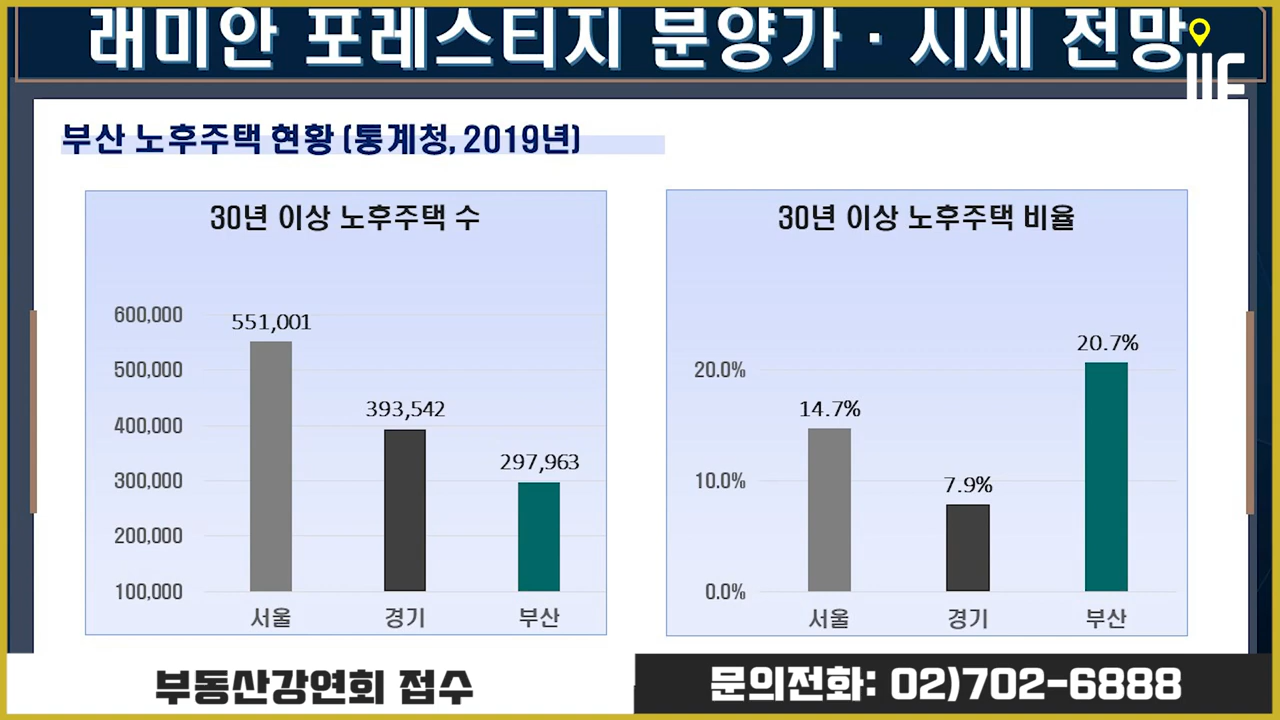 래미안 포레스티지 분양가 · 시세 전망
IIF
부산 노후주택 현황 (통계청, 2019년)
30년 이상 노후주택 수
600,000
500,000
400,000
300,000
200,000
100,000
551,001
393,542
297,963
서울 경기 부산
30년 이상 노후주택 비율
20.0%
10.0%
0.0%
14.7%
7.9%
20.7%
서울 경기 부산
부동산강연회 접수
문의전화: 02)702-6888